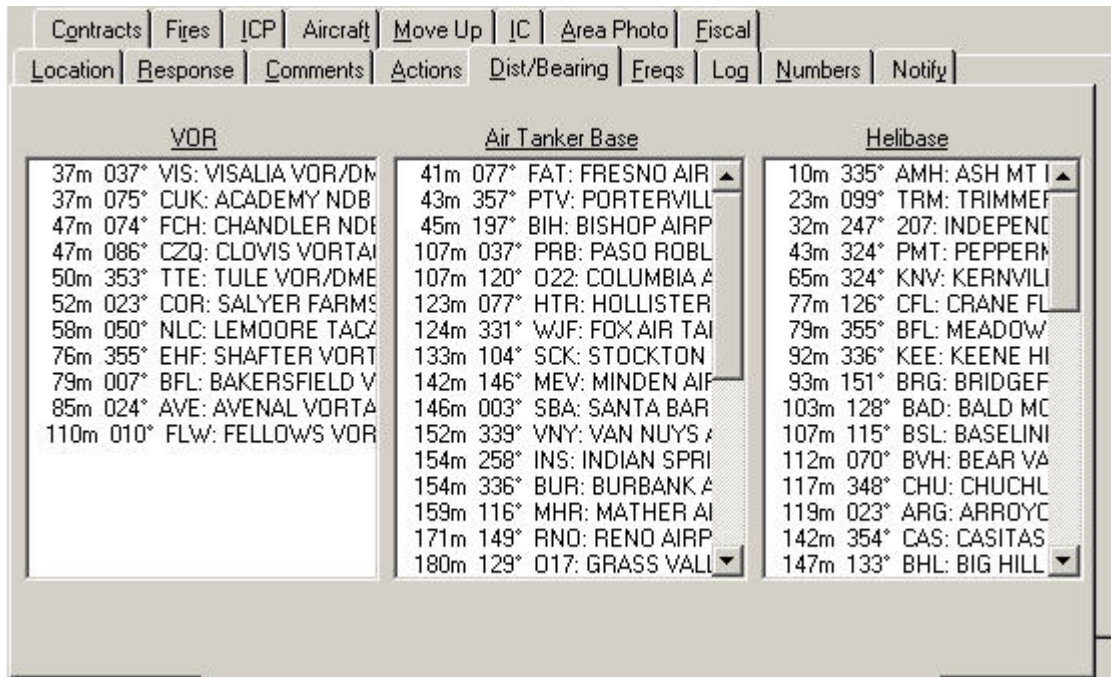 Contracts Fires ICP Aircraft Move Up IC Area Photo Fiscal
Location Response Comments Actions Dist/Bearing Freqs Log Numbers Notify
VOR
37m 037° VIS: VISALIA VOR/DM
37m 075° CUK: ACADEMY NDB
47m 074° FCH: CHANDLER NDB
47m 086° CZQ: CLOVIS VORTA
50m 353° TTE: TULE VOR/DME
52m 023° COR: SALYER FARMS
58m 050° NLC: LEMOORE TACA
76m 355° EHF: SHAFTER VORT
79m 007° BFL: BAKERSFIELD V
85m 024° AVE: AVENAL VORTA
110m 010° FLW: FELLOWS VOR
Air Tanker Base
41m 077° FAT: FRESNO AIR
43m 357° PTV: PORTERVILL
45m 197° BIH: BISHOP AIRP
107m 037° PRB: PASO ROBL
107m 120° O22: COLUMBIA A
123m 077° HTR: HOLLISTER
124m 331° WJF: FOX AIR TA
133m 104° SCK: STOCKTON
142m 146° MEV: MINDEN AIR
146m 003° SBA: SANTA BAR
152m 339° VNY: VAN NUYS A
154m 258° INS: INDIAN SPRI
154m 336° BUR: BURBANK A
159m 116° MHR: MATHER AI
171m 149° RNO: RENO AIRP
180m 129° O17: GRASS VALL
Helibase
10m 335° AMH: ASH MT
23m 099° TRM: TRIMMER
32m 247° 207: INDEPEND
43m 324° PMT: PEPPERM
65m 324° KNV: KERNVILL
77m 126° CFL: CRANE FL
79m 355° BFL: MEADOW
92m 336° KEE: KEENE HE
93m 151° BRG: BRIDGEP
103m 128° BAD: BALD MO
107m 115° BSL: BASELINE
112m 070° BVH: BEAR VA
117m 348° CHU: CHUCHU
119m 023° ARG: ARROYO
142m 354° CAS: CASITAS
147m 133° BHL: BIG HILL